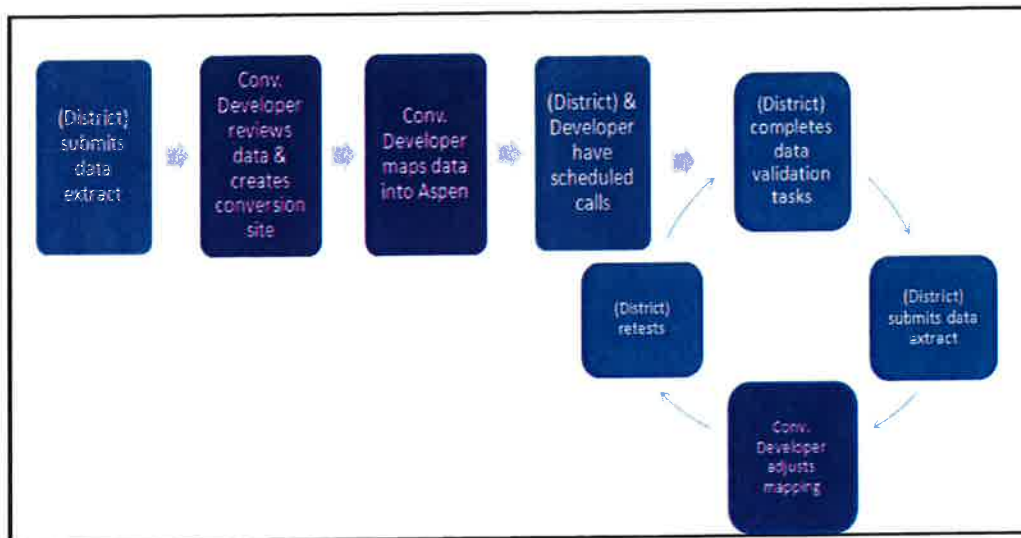 (District)
submits
data
extract
Conv.
Developer
reviews
data &
creates
conversion
site
Conv.
Developer
maps data
into Aspen
(District) &
Developer
have
scheduled
calls
(District)
completes
data
validation
tasks
(District)
submits data
extract
Conv.
Developer
adjusts
mapping
(District)
retests